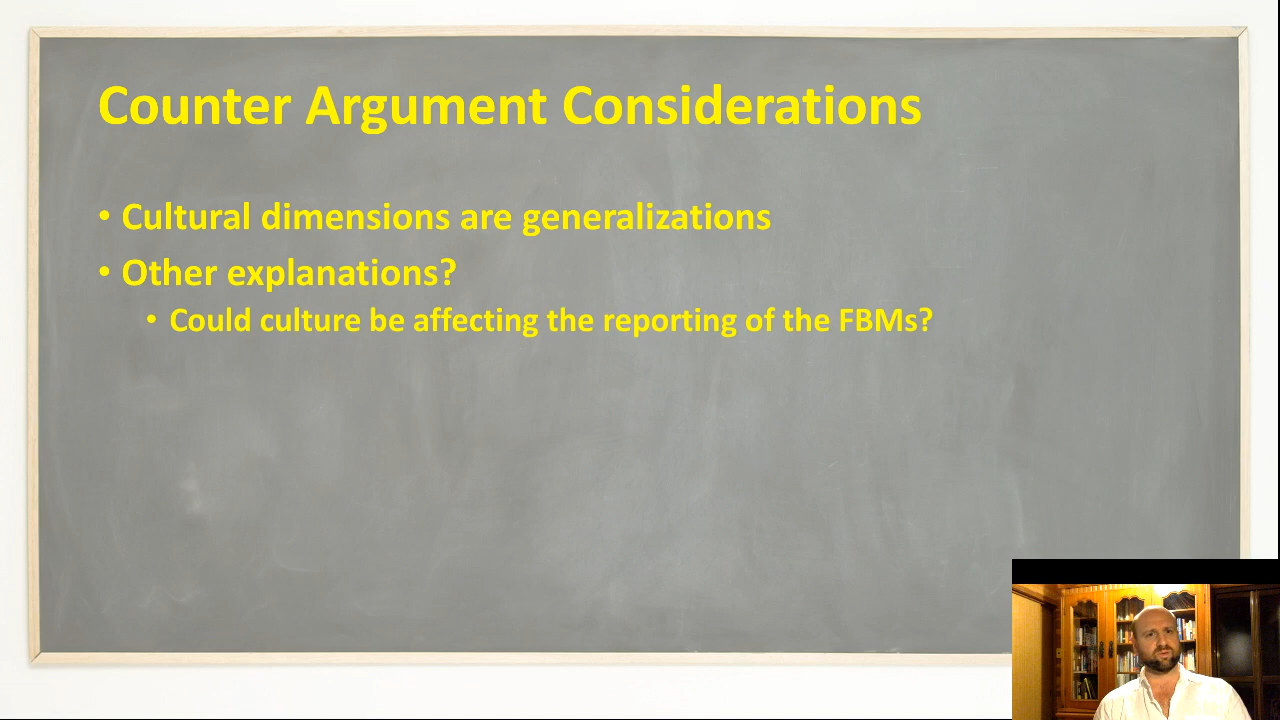 Counter Argument Considerations
• Cultural dimensions are generalizations
• Other explanations?
• Could culture be affecting the reporting of the FBMs?